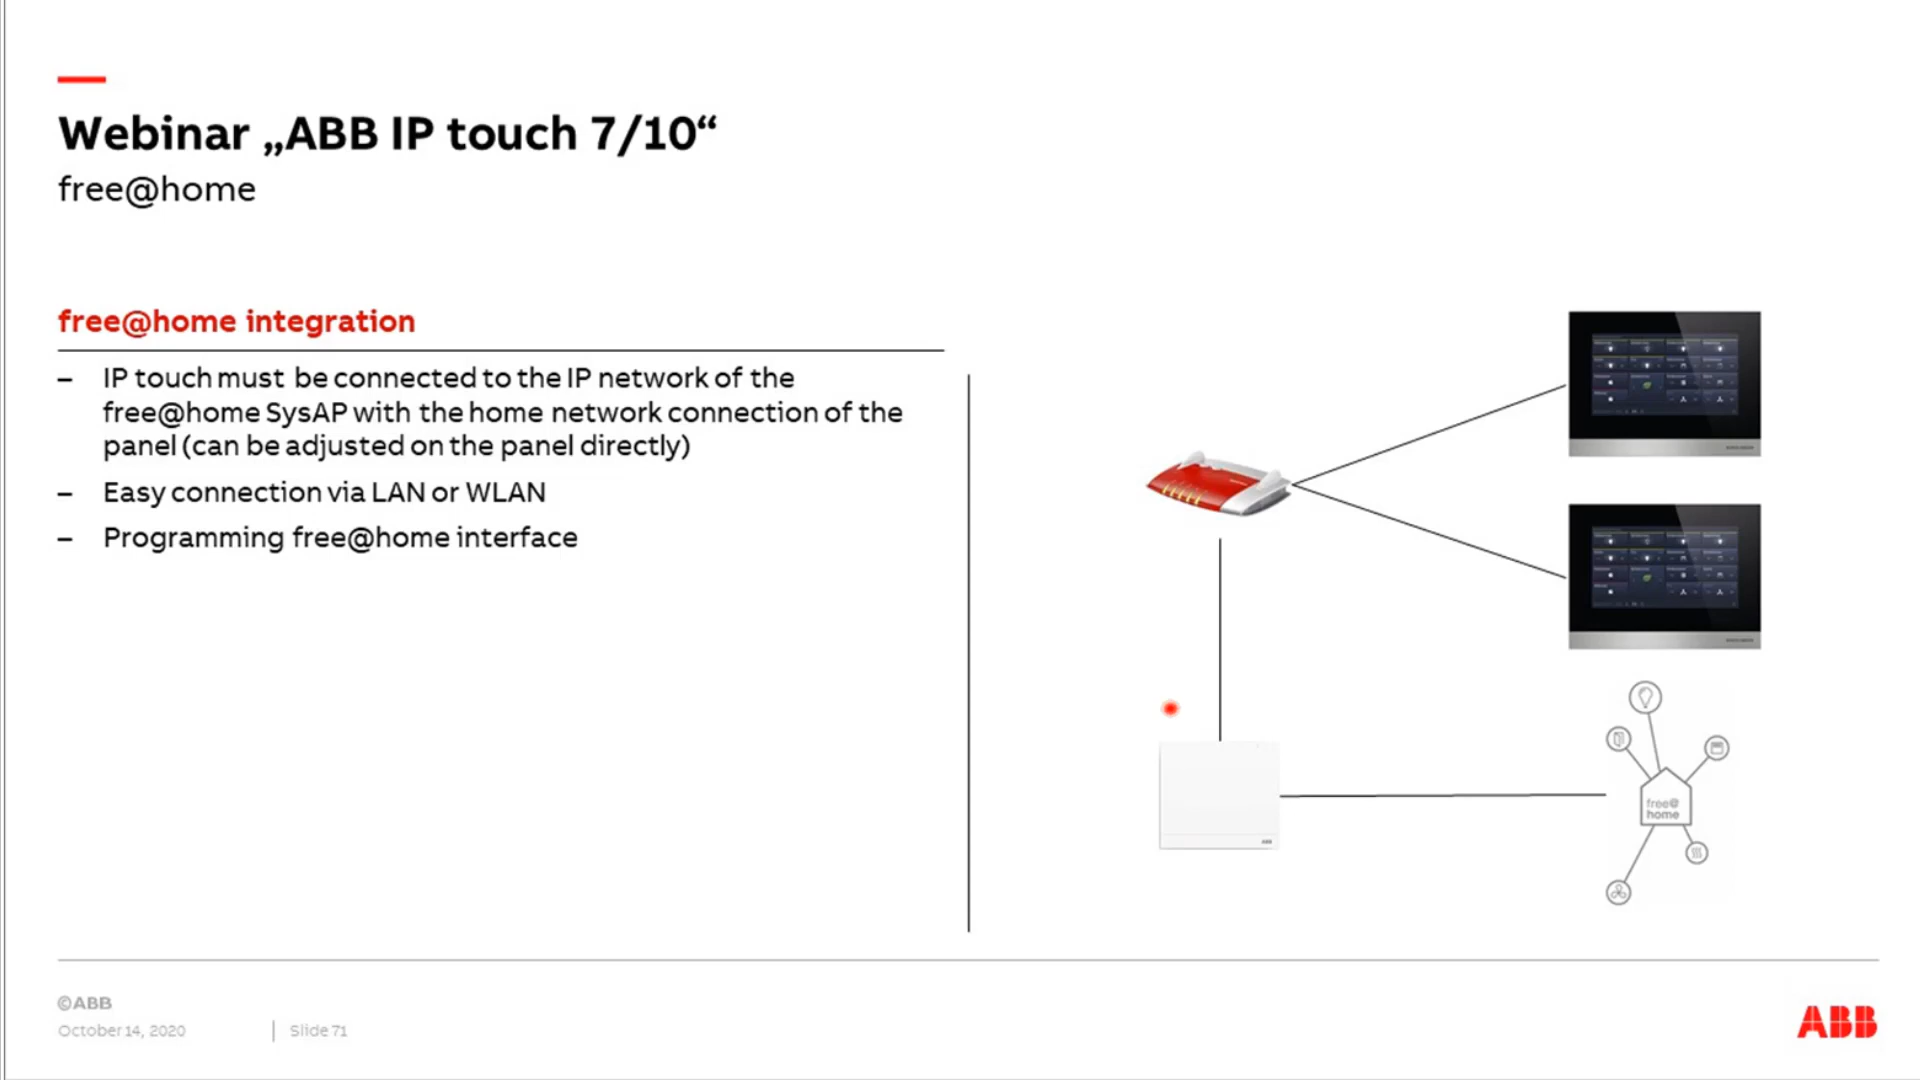 Webinar „ABB IP touch 7/10“
free@home
free@home integration
– IP touch must be connected to the IP network of the
free@home SysAP with the home network connection of the
panel (can be adjusted on the panel directly)
– Easy connection via LAN or WLAN
– Programming free@home interface
ABB
free@
home
©ABB
October 14, 2020 | Slide 71
ABB